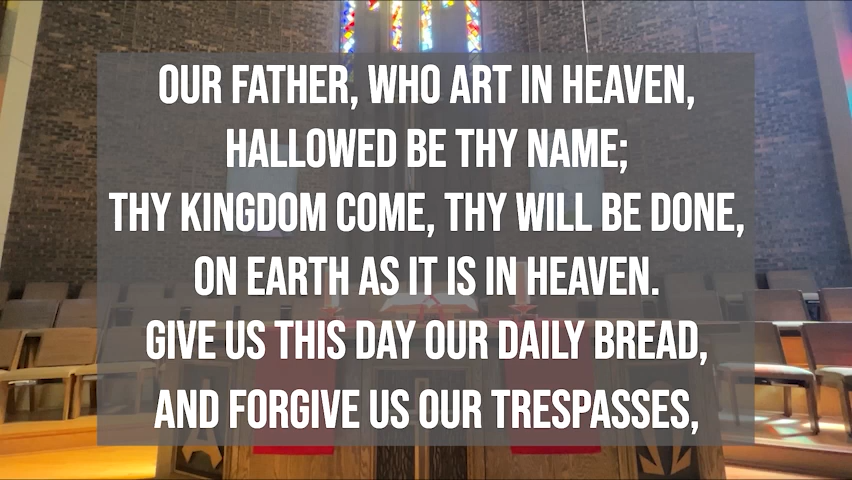 OUR FATHER, WHO ART IN HEAVEN,
HALLOWED BE THY NAME;
THY KINGDOM COME, THY WILL BE DONE,
ON EARTH AS IT IS IN HEAVEN.
GIVE US THIS DAY OUR DAILY BREAD,
AND FORGIVE US OUR TRESPASSES,